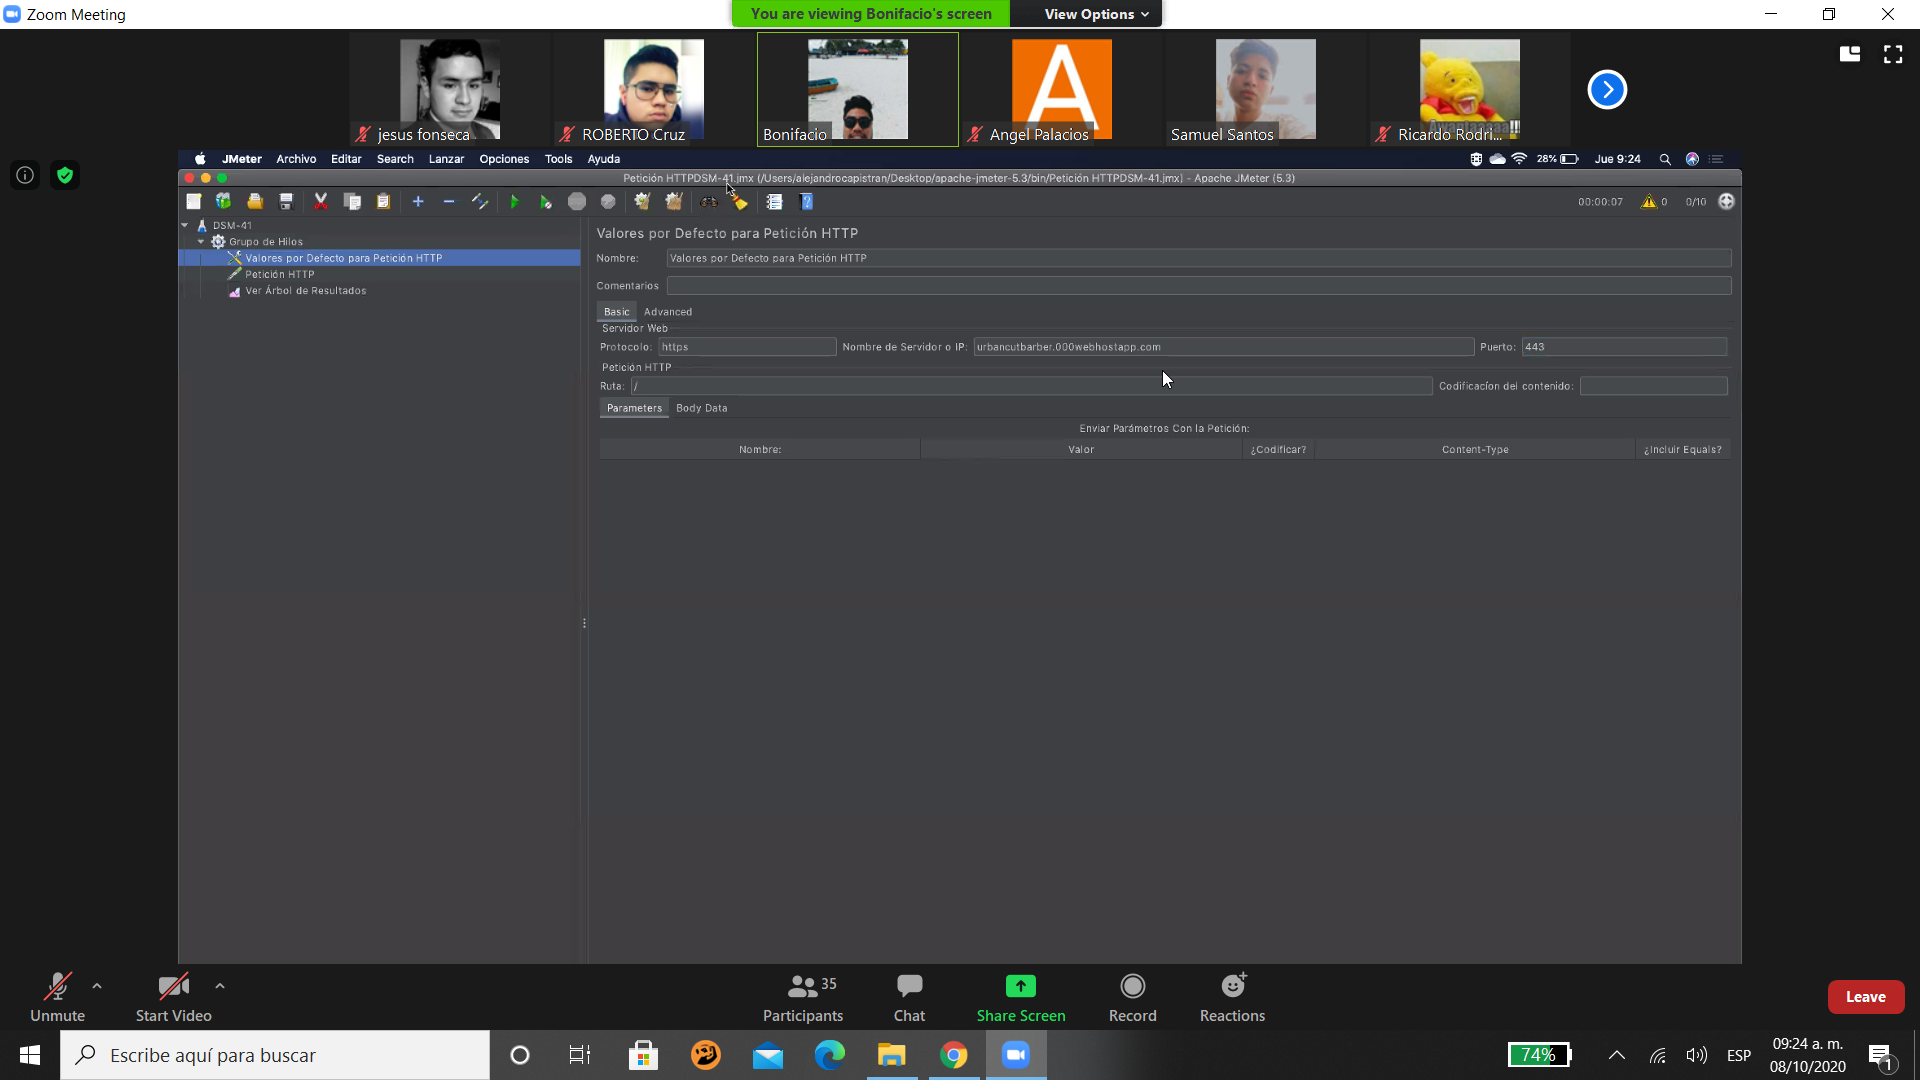 Zoom Meeting
You are viewing Bonifacio's screen
View Options
jesus fonseca
ROBERTO Cruz
Bonifacio
A
Angel Palacios
Samuel Santos
Ricardo Rodri...
JMeter Archivo Editar Search Lanzar Opciones Tools Ayuda
28% Jue 9:24
Petición HTTPDSM-41.jmx (/Users/alejandrocapistran/Desktop/apache-jmeter-5.3/bin/Petición HTTPDSM-41.jmx) - Apache JMeter (5.3)
00:00:07 0 0/10
DSM-41
Grupo de Hilos
Valores por Defecto para Petición HTTP
Petición HTTP
Ver Árbol de Resultados
Valores por Defecto para Petición HTTP
Nombre: Valores por Defecto para Petición HTTP
Comentarios
Basic Advanced
Servidor Web
Protocolo: https Nombre de Servidor o IP: urbancutbarber.000webhostapp.com Puerto: 443
Petición HTTP
Ruta: / Codificacíon del contenido:
Parameters Body Data
Enviar Parámetros Con la Petición:
Nombre: Valor ¿Codificar? Content-Type ¿Incluir Equals?
Unmute
Start Video
35
Participants
Chat
Share Screen
Record
Reactions
Leave
Escribe aquí para buscar
74%
ESP
09:24 a. m.
08/10/2020
1